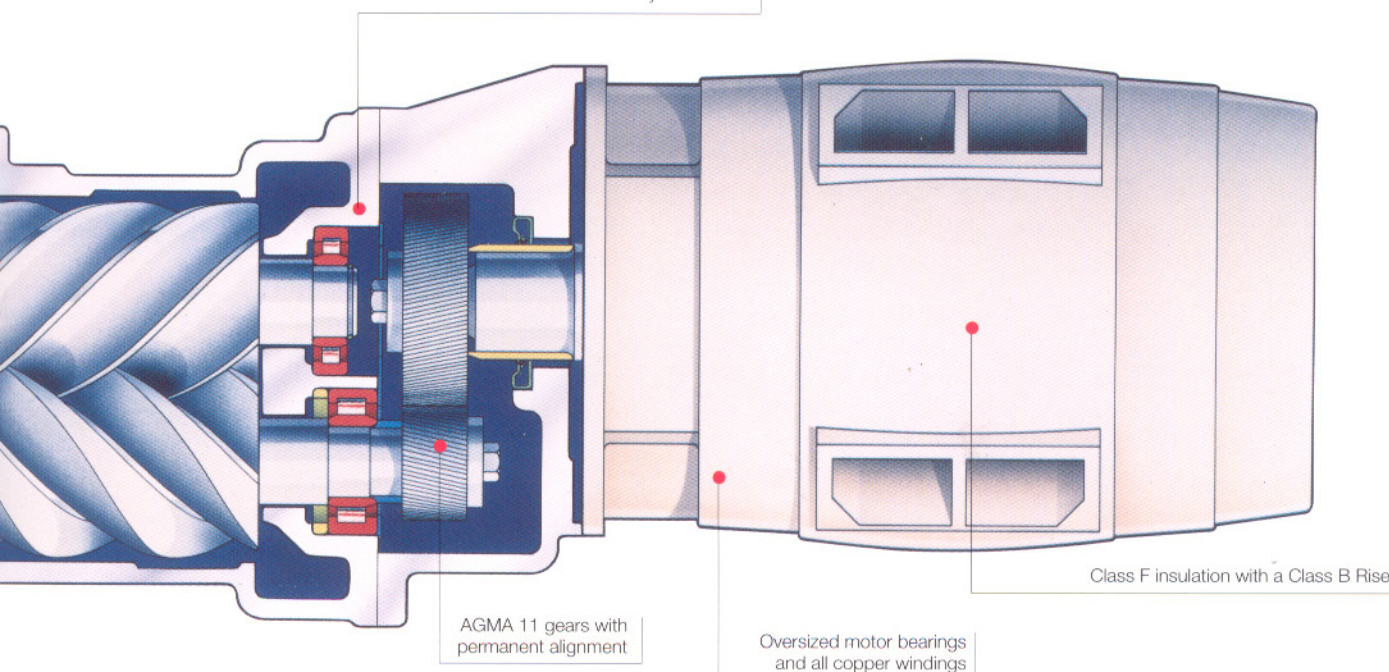 Class F insulation with a Class B Rise
AGMA 11 gears with
permanent alignment
Oversized motor bearings
and all copper windings